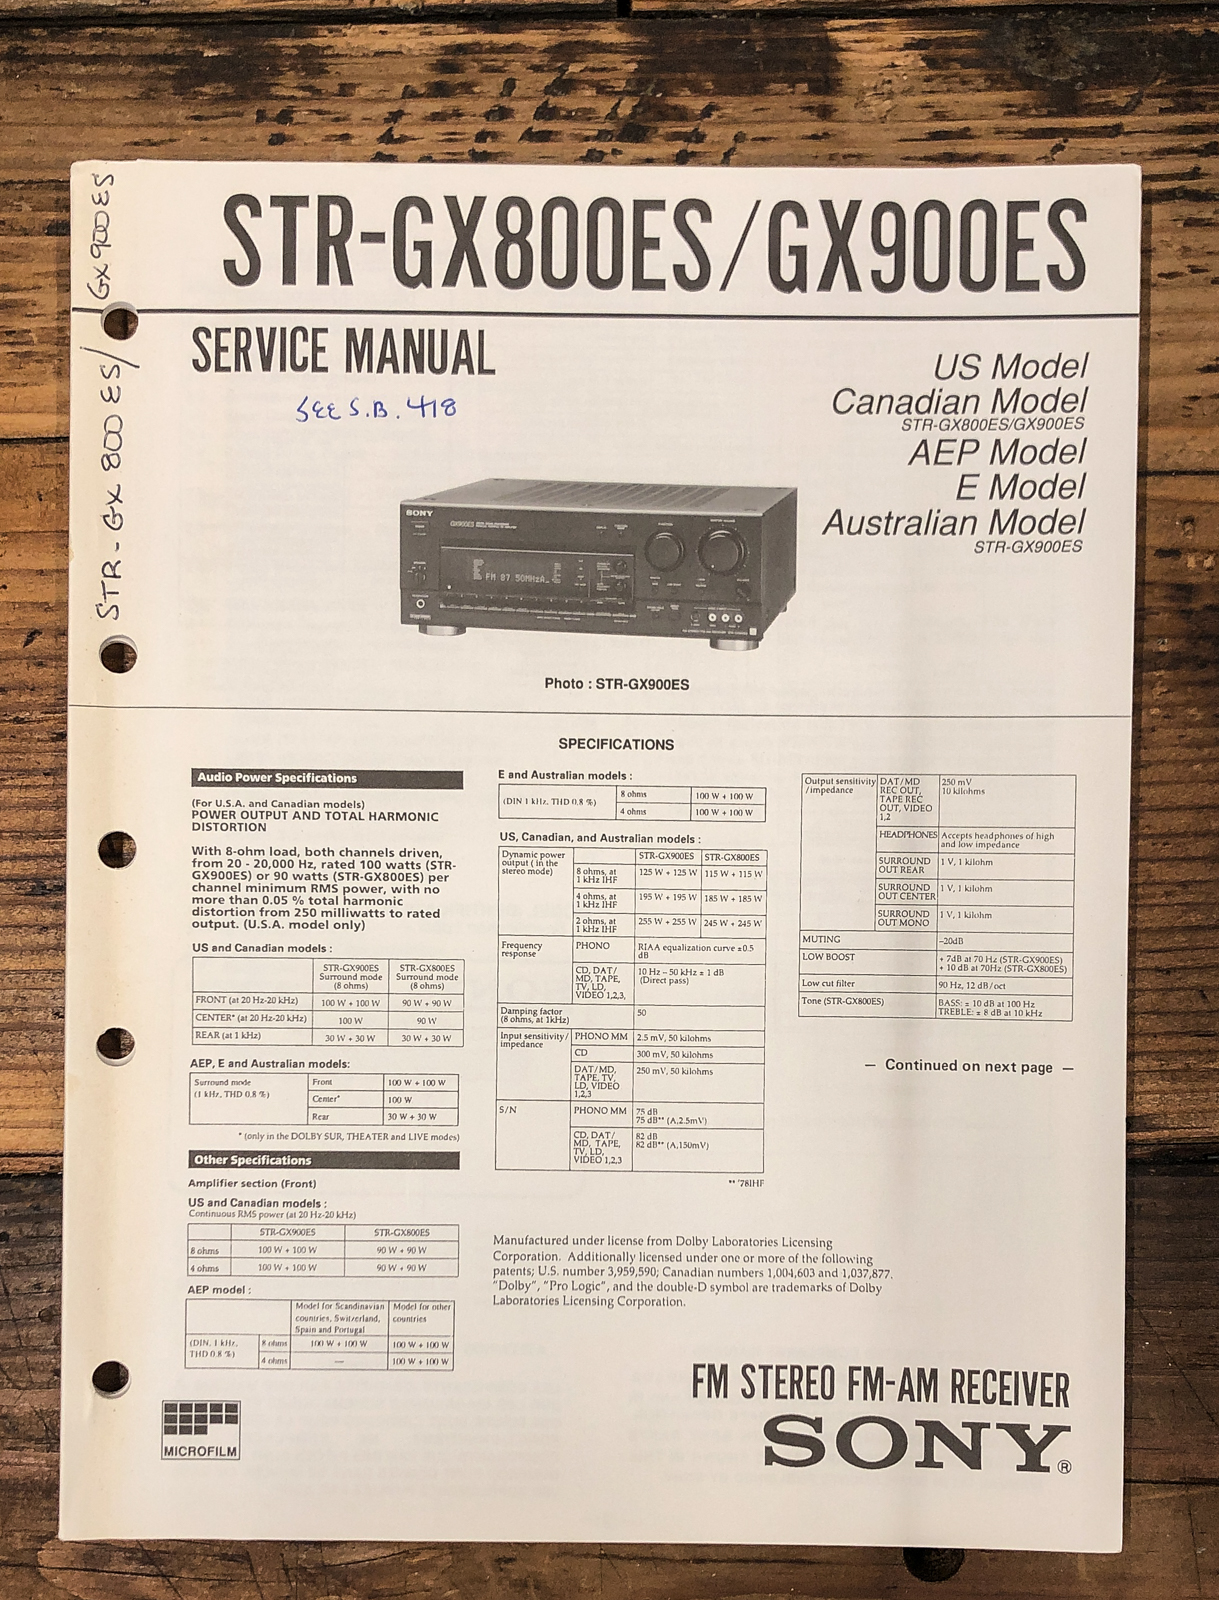 STR-GX800ES/GX900ES
STR-GX800ES/GX900ES
SERVICE MANUAL
SEE S.B. 418
US Model
Canadian Model
STR-GX800ES/GX900ES
AEP Model
E Model
Australian Model
STR-GX900ES
SONY
GX900ES
FM 87.50MHz
Photo : STR-GX900ES
SPECIFICATIONS
Audio Power Specifications
(For U.S.A. and Canadian models)
POWER OUTPUT AND TOTAL HARMONIC
DISTORTION
With 8-ohm load, both channels driven,
from 20 - 20,000 Hz, rated 100 watts (STR-
GX900ES) or 90 watts (STR-GX800ES) per
channel minimum RMS power, with no
more than 0.05 % total harmonic
distortion from 250 milliwatts to rated
output. (U.S.A. model only)
US and Canadian models :
STR-GX900ES Surround mode (8 ohms) STR-GX800ES Surround mode (8 ohms)
FRONT (at 20 Hz-20 kHz) 100 W + 100 W 90 W + 90 W
CENTER* (at 20 Hz-20 kHz) 100 W 90 W
REAR (at 1 kHz) 30 W + 30 W 30 W + 30 W
AEP, E and Australian models:
Surround mode (1 kHz, THD 0.8 %) Front 100 W + 100 W
Center* 100 W
Rear 30 W + 30 W
* (only in the DOLBY SUR, THEATER and LIVE modes)
Other Specifications
Amplifier section (Front)
US and Canadian models :
Continuous RMS power (at 20 Hz-20 kHz)
STR-GX900ES STR-GX800ES
8 ohms 100 W + 100 W 90 W + 90 W
4 ohms 100 W + 100 W 90 W + 90 W
AEP model :
Model for Scandinavian countries, Switzerland, Spain and Portugal Model for other countries
(DIN, 1 kHz, THD 0.8 %) 8 ohms 100 W + 100 W 100 W + 100 W
4 ohms — 100 W + 100 W
E and Australian models :
(DIN 1 kHz, THD 0.8 %) 8 ohms 100 W + 100 W
4 ohms 100 W + 100 W
US, Canadian, and Australian models :
Dynamic power output (in the stereo mode) STR-GX900ES STR-GX800ES
8 ohms, at 1 kHz IHF 125 W + 125 W 115 W + 115 W
4 ohms, at 1 kHz IHF 195 W + 195 W 185 W + 185 W
2 ohms, at 1 kHz IHF 255 W + 255 W 245 W + 245 W
Frequency response PHONO RIAA equalization curve ±0.5 dB
CD, DAT/ MD, TAPE, TV, LD, VIDEO 1,2,3, 10 Hz – 50 kHz ± 1 dB (Direct pass)
Damping factor (8 ohms, at 1kHz) 50
Input sensitivity/ impedance PHONO MM 2.5 mV, 50 kilohms
CD 300 mV, 50 kilohms
DAT/MD, TAPE, TV, LD, VIDEO 1,2,3 250 mV, 50 kilohms
S/N PHONO MM 75 dB 75 dB** (A,2.5mV)
CD, DAT/ MD, TAPE, TV, LD, VIDEO 1,2,3 82 dB 82 dB** (A,150mV)
** '78IHF
Output sensitivity /impedance DAT/MD REC OUT, TAPE REC OUT, VIDEO 1,2 250 mV 10 kilohms
HEADPHONES Accepts headphones of high and low impedance
SURROUND OUT REAR 1 V, 1 kilohm
SURROUND OUT CENTER 1 V, 1 kilohm
SURROUND OUT MONO 1 V, 1 kilohm
MUTING –20dB
LOW BOOST + 7dB at 70 Hz (STR-GX900ES) + 10 dB at 70Hz (STR-GX800ES)
Low cut filter 90 Hz, 12 dB/oct
Tone (STR-GX800ES) BASS: ± 10 dB at 100 Hz TREBLE: ± 8 dB at 10 kHz
— Continued on next page —
Manufactured under license from Dolby Laboratories Licensing
Corporation. Additionally licensed under one or more of the following
patents; U.S. number 3,959,590; Canadian numbers 1,004,603 and 1,037,877.
"Dolby", "Pro Logic", and the double-D symbol are trademarks of Dolby
Laboratories Licensing Corporation.
MICROFILM
FM STEREO FM-AM RECEIVER
SONY®